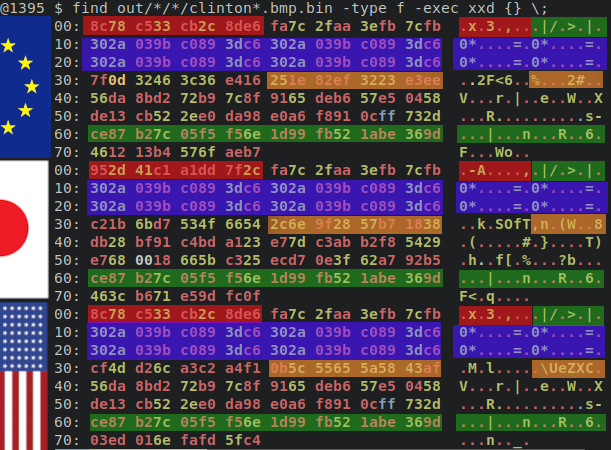 @1395 $ find out/*/*/clinton*.bmp.bin -type f -exec xxd {} \;
00: 8c78 c533 cb2c 8de6 fa7c 2faa 3efb 7cfb .x.3.,...|/.>.|.
10: 302a 039b c089 3dc6 302a 039b c089 3dc6 0*....=.0*....=.
20: 302a 039b c089 3dc6 302a 039b c089 3dc6 0*....=.0*....=.
30: 7f0d 3246 3c36 e416 251e 82ef 3223 e3ee ..2F<6..%...2#..
40: 56da 8bd2 72b9 7c8f 9165 deb6 57e5 0458 V...r.|..e..W..X
50: de13 cb52 2ee0 da98 e0a6 f891 0cff 732d ...R..........s-
60: ce87 b27c 05f5 f56e 1d99 fb52 1abe 369d ...|...n...R..6.
70: 4612 13b4 576f aeb7 F...Wo..
00: 952d 41c1 a1dd 7f2c fa7c 2faa 3efb 7cfb .-A....,.|/.>.|.
10: 302a 039b c089 3dc6 302a 039b c089 3dc6 0*....=.0*....=.
20: 302a 039b c089 3dc6 302a 039b c089 3dc6 0*....=.0*....=.
30: c21b 6bd7 534f 6654 2c6e 9f28 57b7 1838 ..k.SOfT,n.(W..8
40: db28 bf91 c4bd a123 e77d c3ab b2f8 5429 .(.....#.}....T)
50: e768 0018 665b c325 ecd7 0e3f 62a7 92b5 .h..f[.%...?b...
60: ce87 b27c 05f5 f56e 1d99 fb52 1abe 369d ...|...n...R..6.
70: 463c b671 e59d fc0f F<.q....
00: 8c78 c533 cb2c 8de6 fa7c 2faa 3efb 7cfb .x.3.,...|/.>.|.
10: 302a 039b c089 3dc6 302a 039b c089 3dc6 0*....=.0*....=.
20: 302a 039b c089 3dc6 302a 039b c089 3dc6 0*....=.0*....=.
30: cf4d d26c a3c2 a4f1 0b5c 5565 5a58 43af .M.l.....\UeZXC.
40: 56da 8bd2 72b9 7c8f 9165 deb6 57e5 0458 V...r.|..e..W..X
50: de13 cb52 2ee0 da98 e0a6 f891 0cff 732d ...R..........s-
60: ce87 b27c 05f5 f56e 1d99 fb52 1abe 369d ...|...n...R..6.
70: 03ed 016e fafd 5fc4 ...n.._.